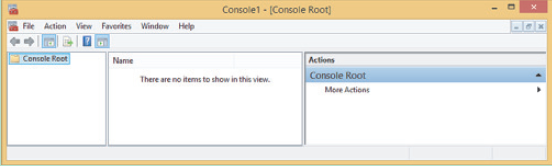 Console1 - [Console Root]
File Action View Favorites Window Help
Console Root
Name
There are no items to show in this view.
Actions
Console Root
More Actions